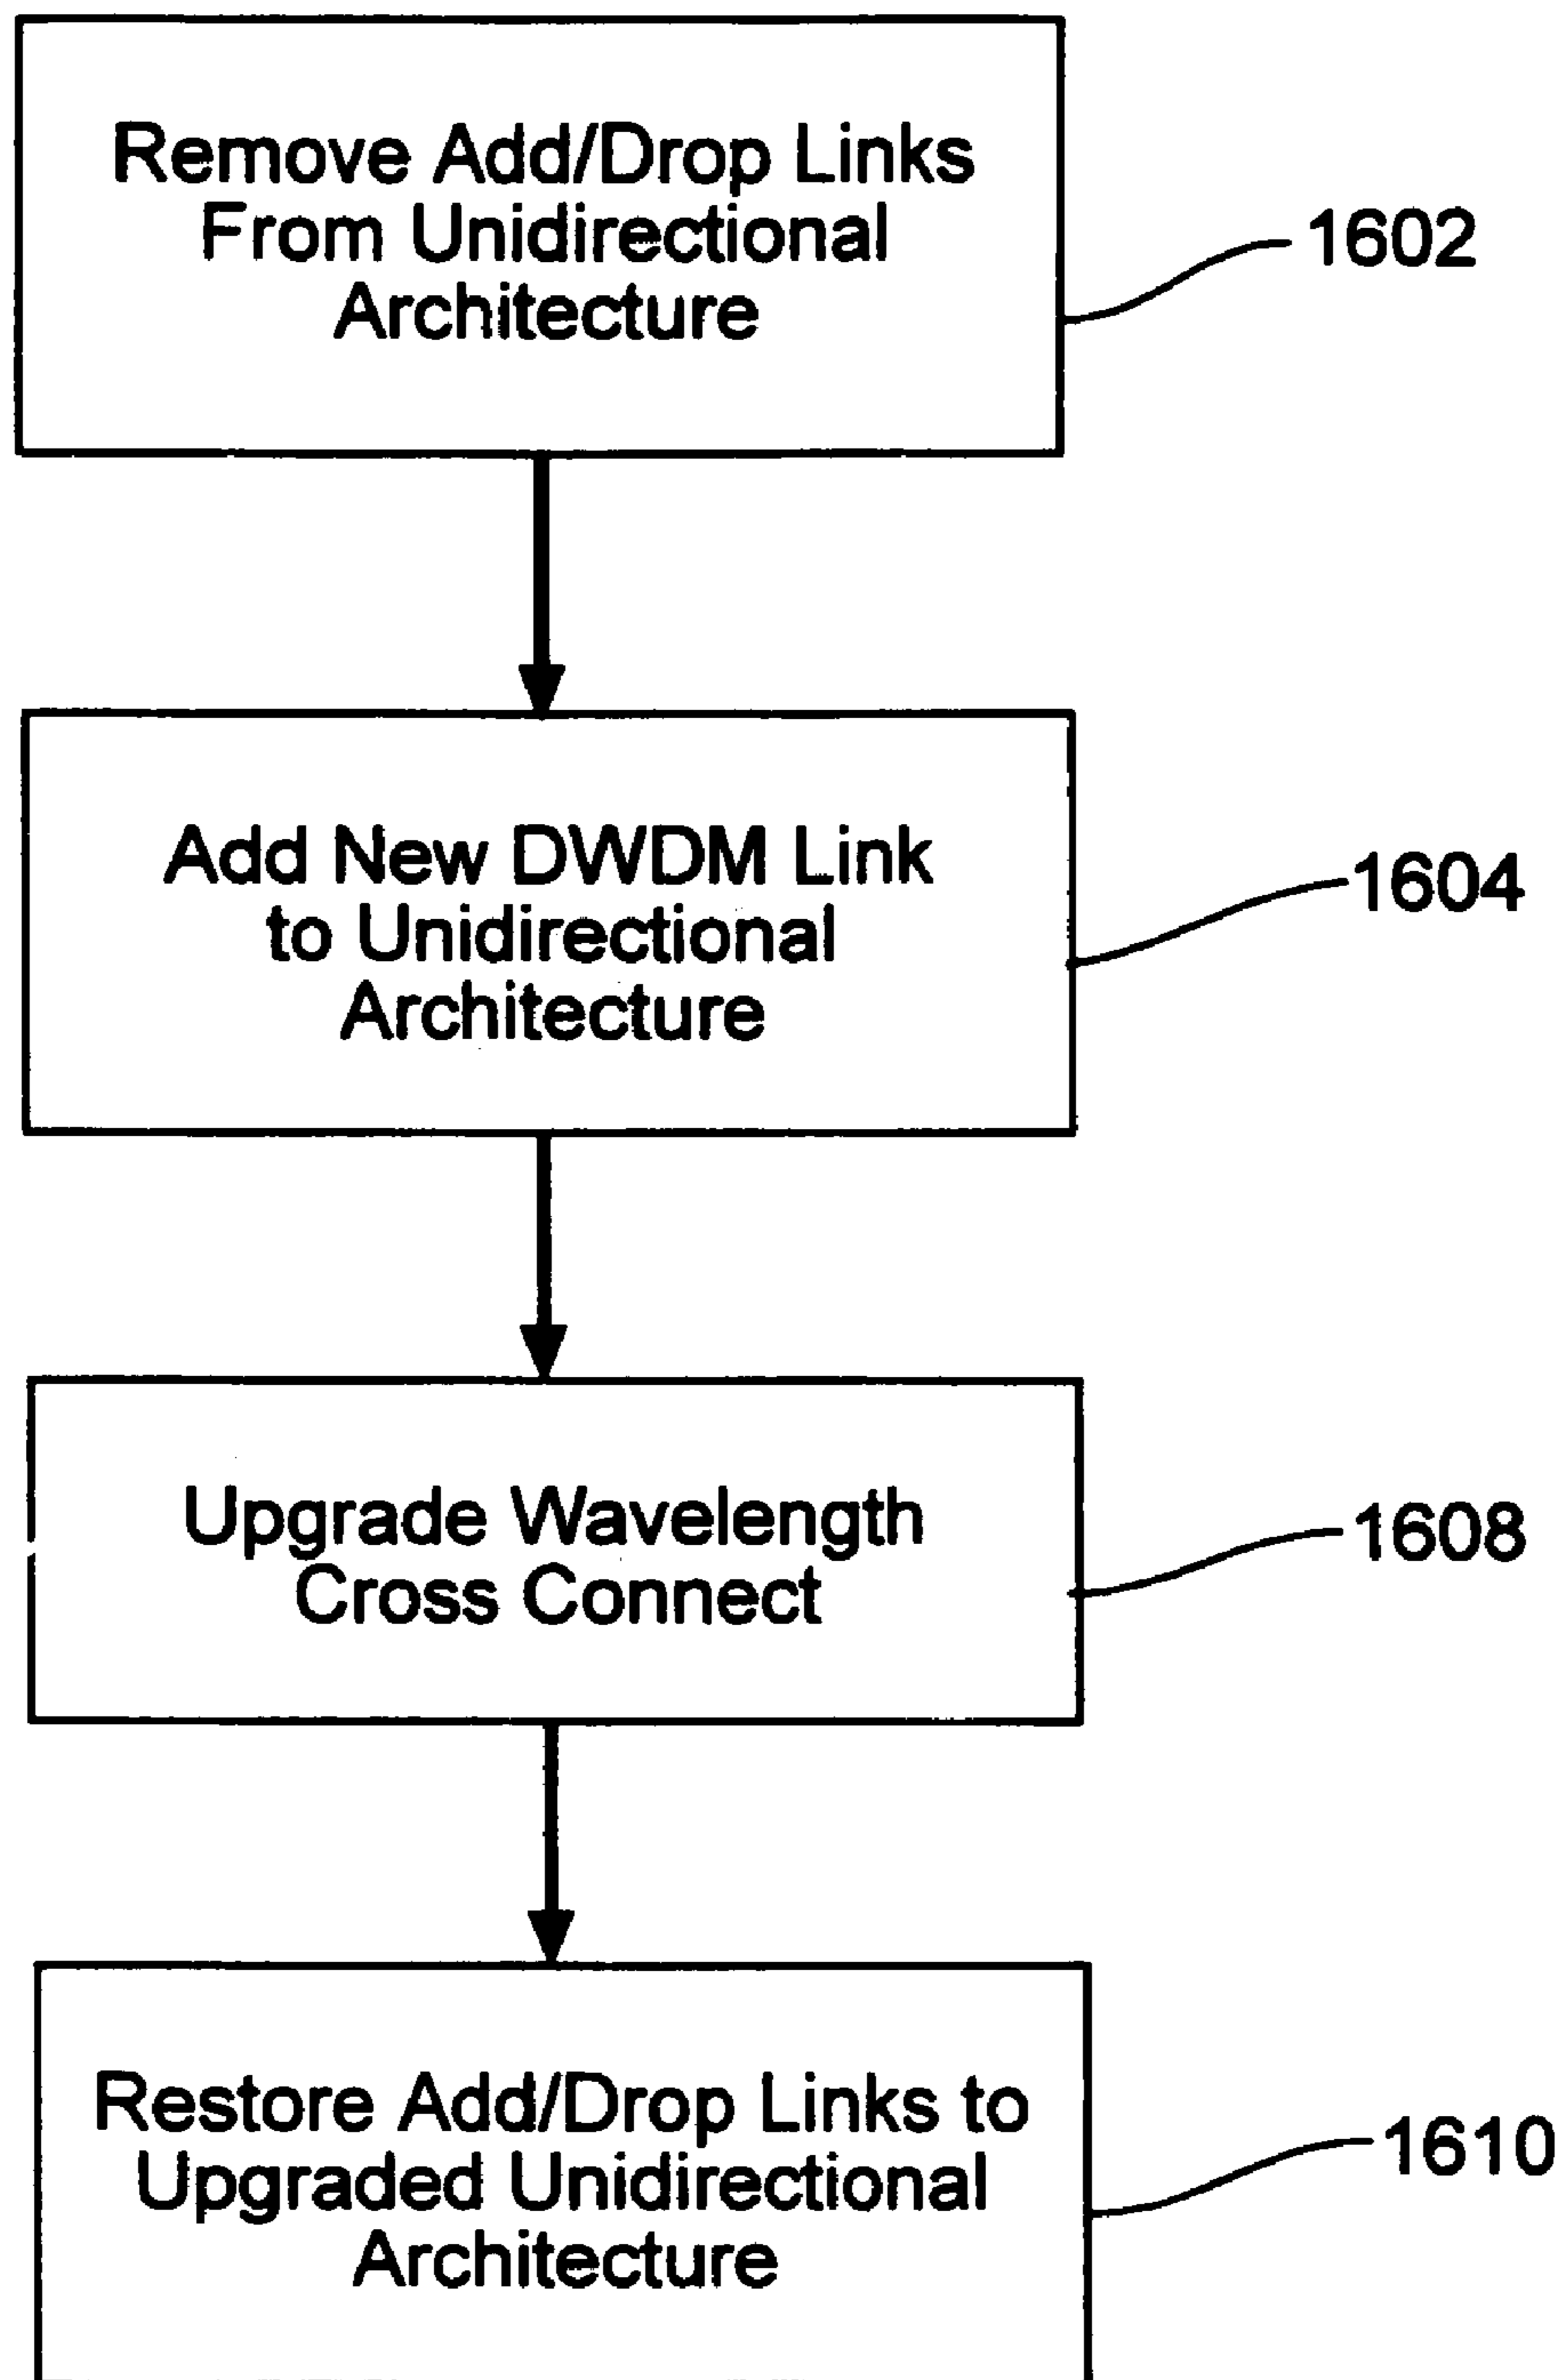 Remove Add/Drop Links
From Unidirectional
Architecture
1602
Add New DWDM Link
to Unidirectional
Architecture
1604
Upgrade Wavelength
Cross Connect
1608
Restore Add/Drop Links to
Upgraded Unidirectional
Architecture
1610